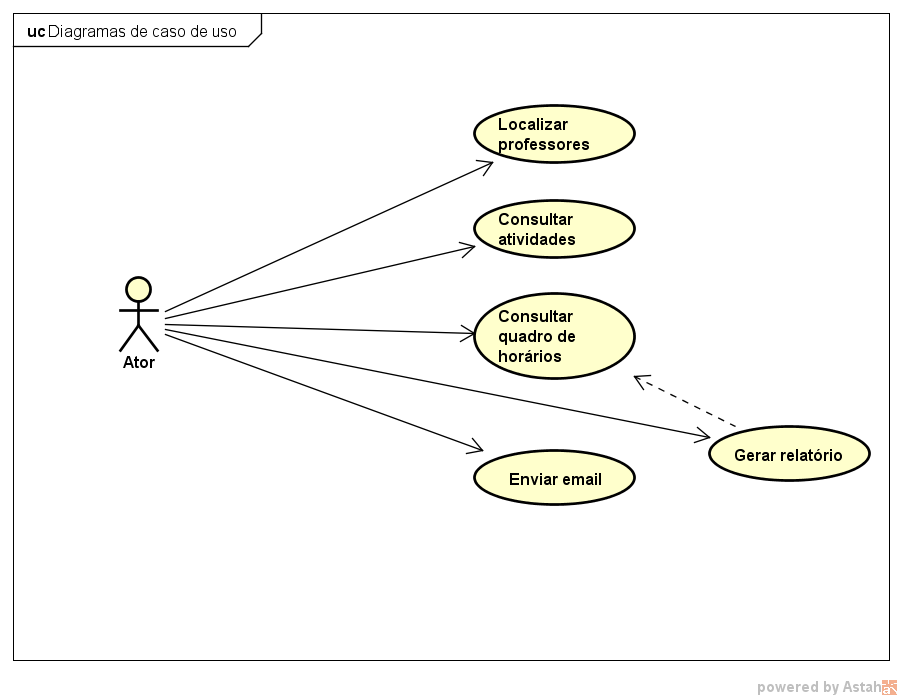 uc Diagramas de caso de uso
Localizar
professores
Consultar
atividades
Consultar
quadro de
horários
Ator
Gerar relatório
Enviar email
powered by Astah